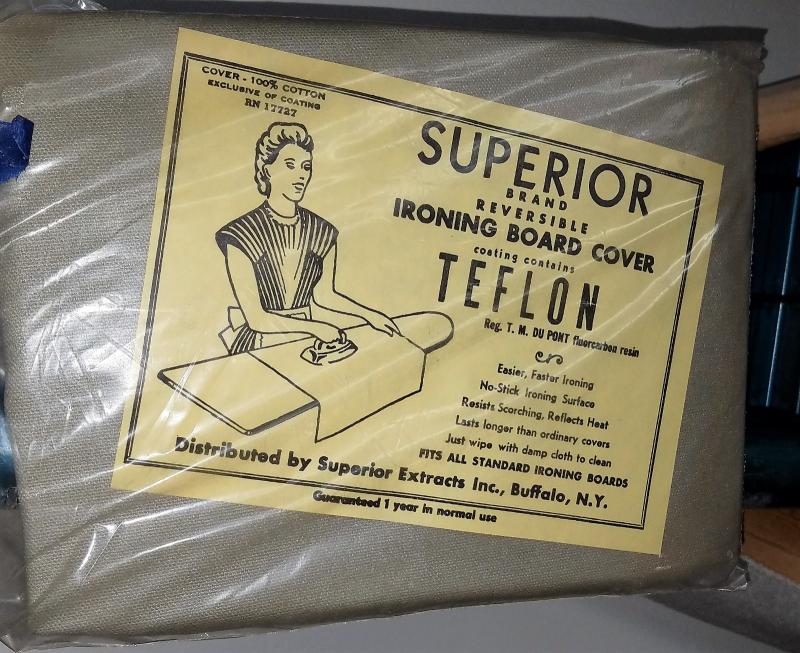 COVER - 100% COTTON
EXCLUSIVE OF COATING
RN 17727
SUPERIOR
BRAND
REVERSIBLE
IRONING BOARD COVER
coating contains
TEFLON
Reg. T. M. DU PONT fluorcarbon resin
Easier, Faster Ironing
No-Stick Ironing Surface
Resists Scorching, Reflects Heat
Lasts longer than ordinary covers
Just wipe with damp cloth to clean
FITS ALL STANDARD IRONING BOARDS
Distributed by Superior Extracts Inc., Buffalo, N.Y.
Guaranteed 1 year in normal use